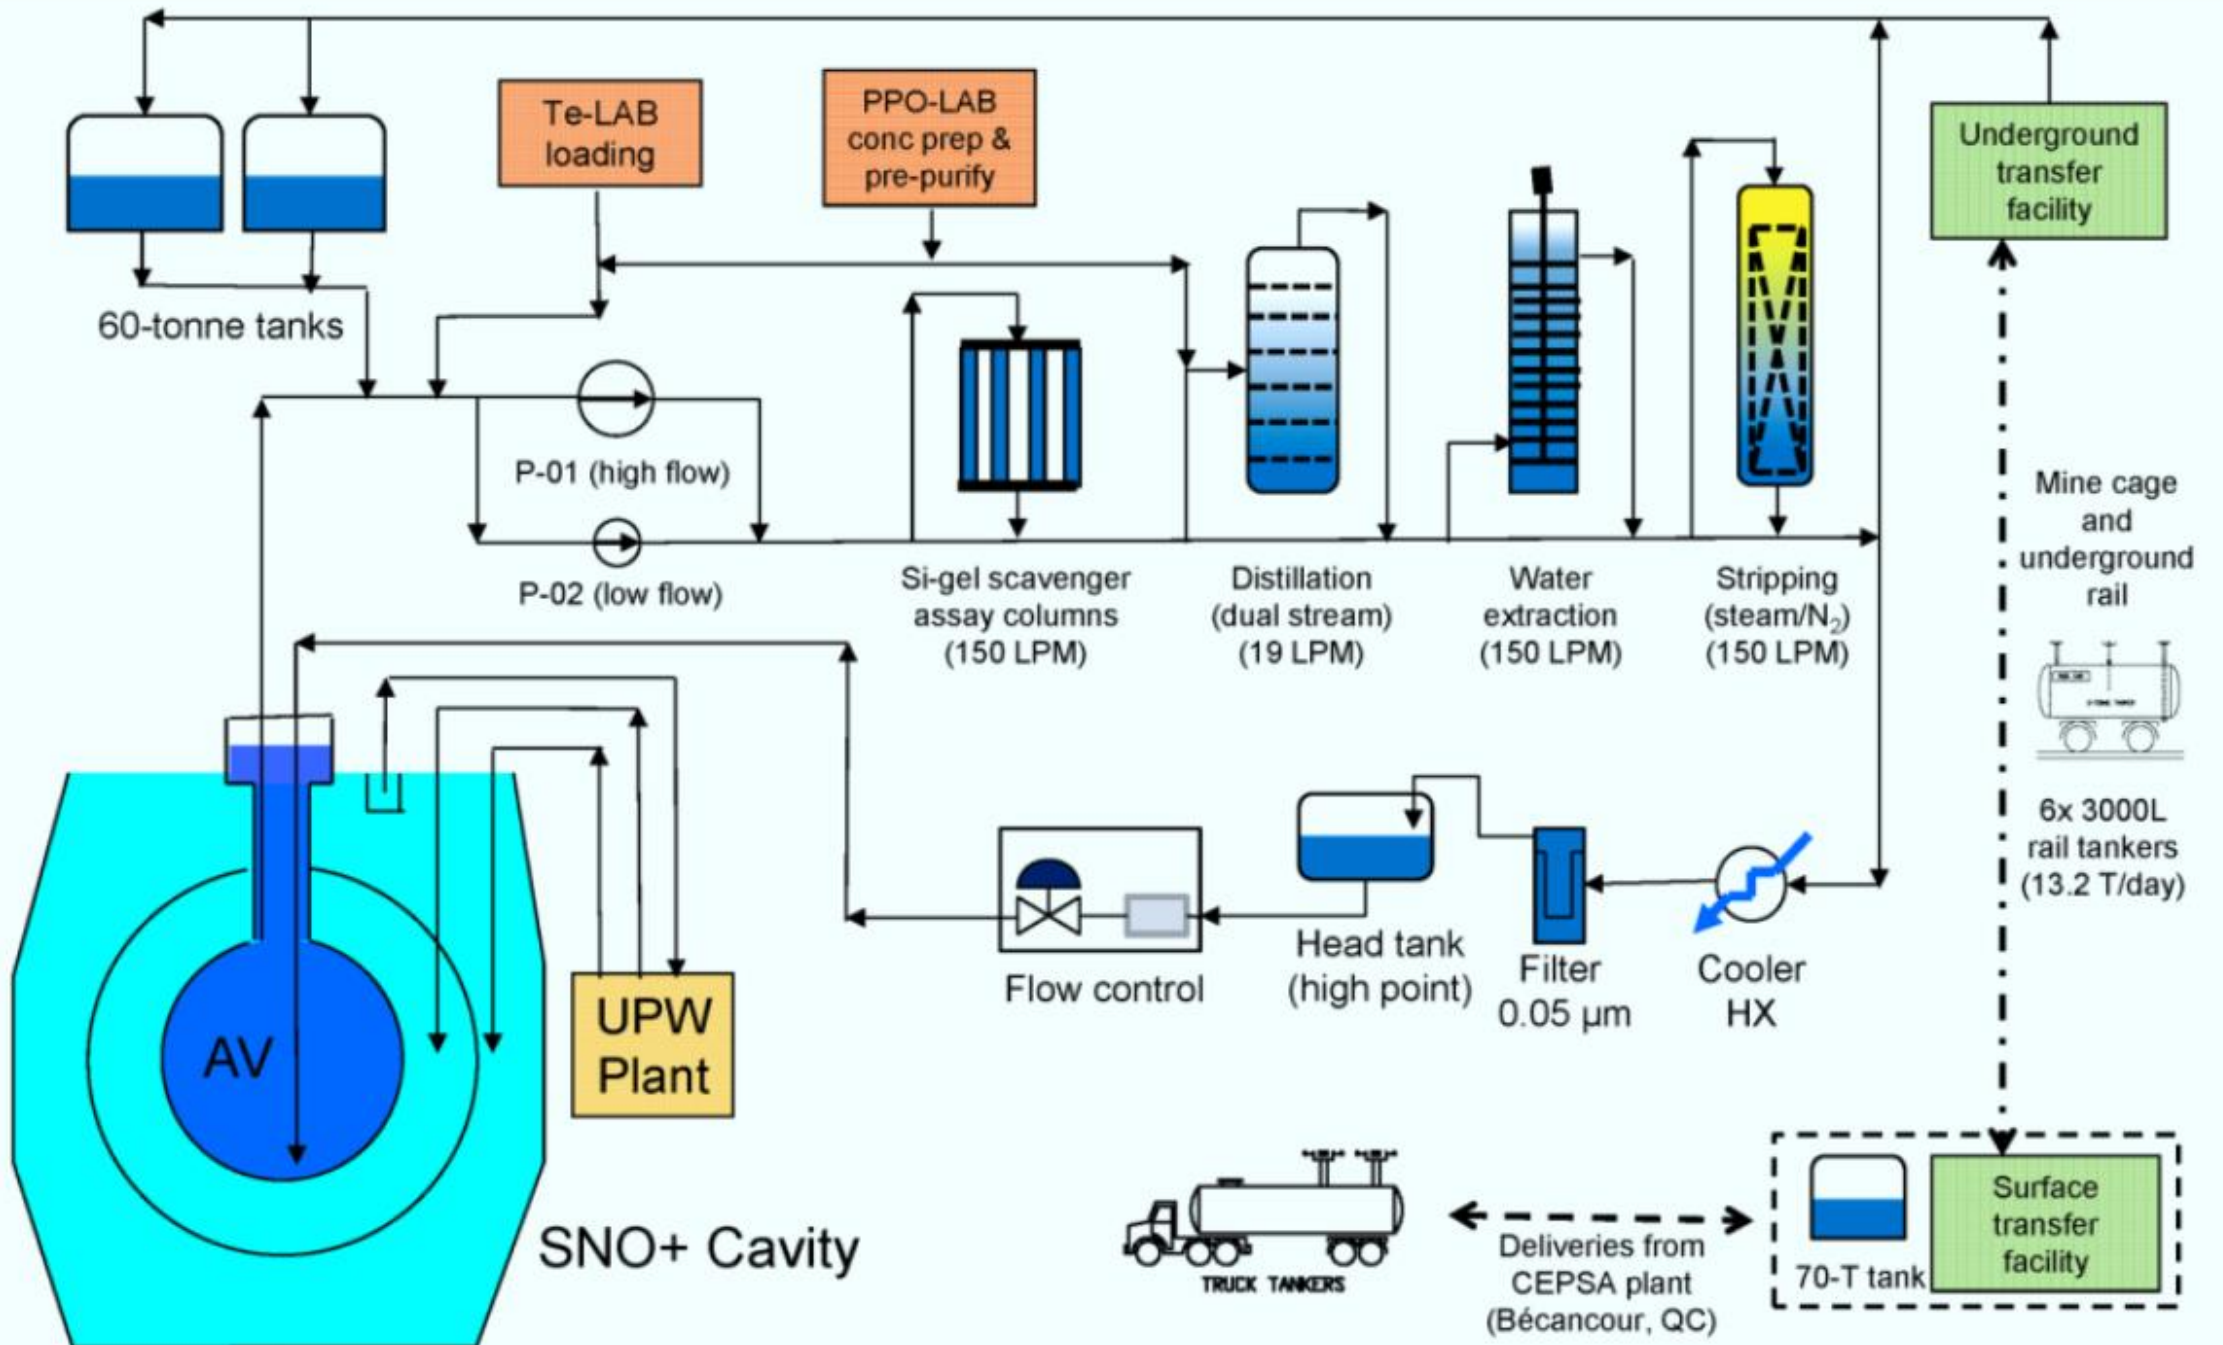 Te-LAB
loading
PPO-LAB
conc prep &
pre-purify
Underground
transfer
facility
60-tonne tanks
P-01 (high flow)
P-02 (low flow)
Si-gel scavenger
assay columns
(150 LPM)
Distillation
(dual stream)
(19 LPM)
Water
extraction
(150 LPM)
Stripping
(steam/N₂)
(150 LPM)
Mine cage
and
underground
rail
6x 3000L
rail tankers
(13.2 T/day)
AV
UPW
Plant
Flow control
Head tank
(high point)
Filter
0.05 µm
Cooler
HX
SNO+ Cavity
TRUCK TANKERS
Deliveries from
CEPSA plant
(Bécancour, QC)
70-T tank
Surface
transfer
facility